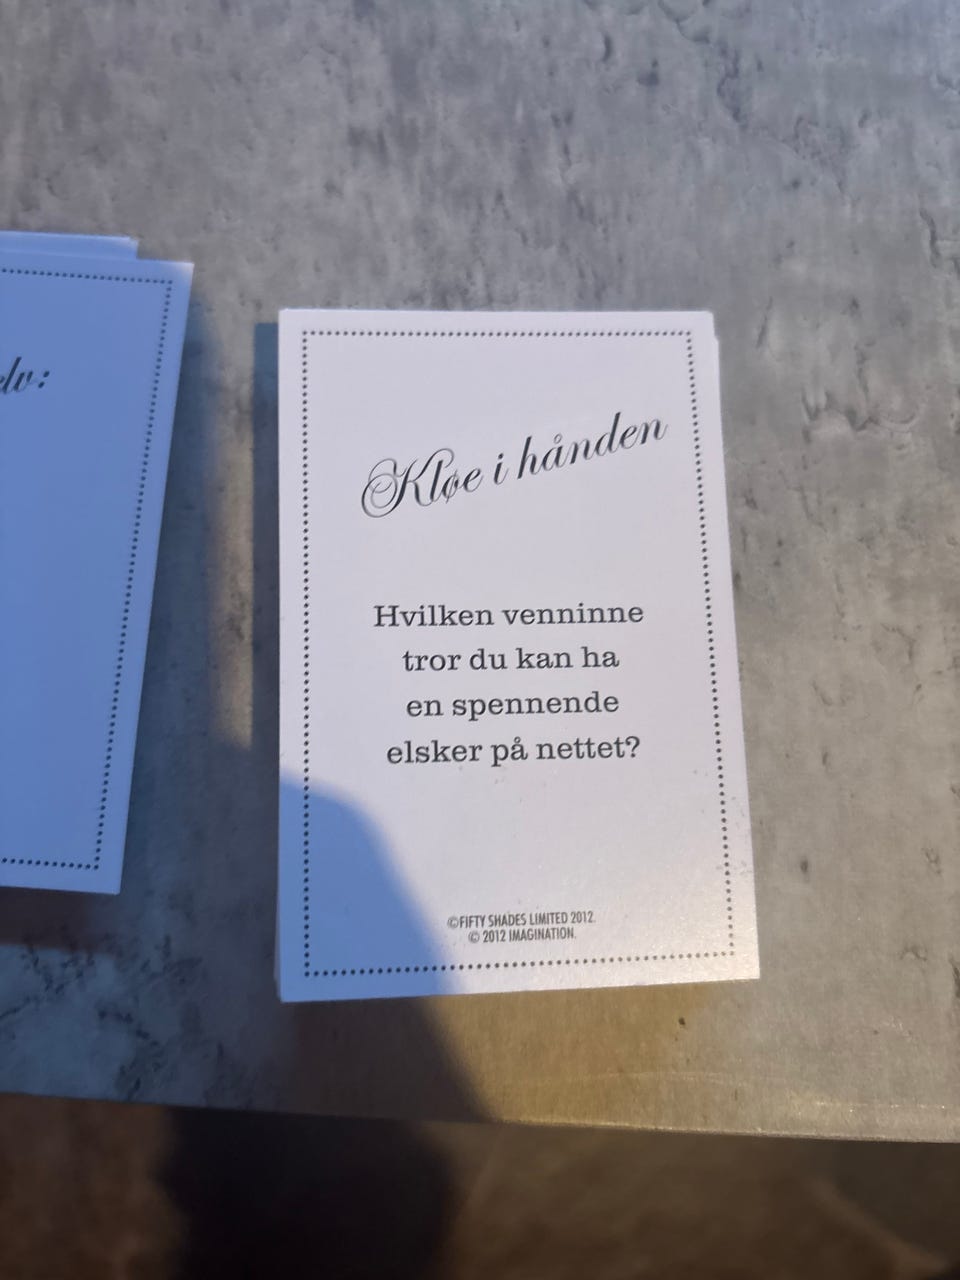 elv:
Kløe i hånden
Hvilken venninne
tror du kan ha
en spennende
elsker på nettet?
©FIFTY SHADES LIMITED 2012.
© 2012 IMAGINATION.